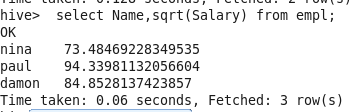 Time taken: 0.128 seconds, Fetched: 2 row(s)
hive>  select Name,sqrt(Salary) from empl;
OK
nina    73.48469228349535
paul    94.33981132056604
damon   84.8528137423857
Time taken: 0.06 seconds, Fetched: 3 row(s)